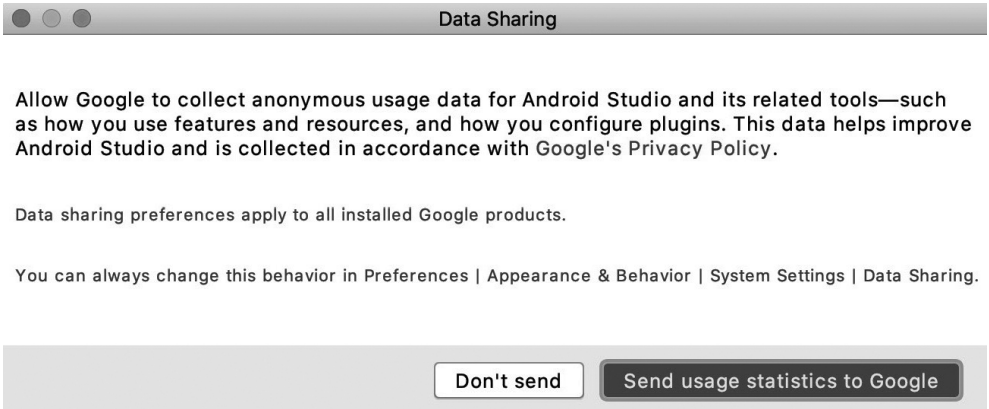 Data Sharing
Allow Google to collect anonymous usage data for Android Studio and its related tools—such
as how you use features and resources, and how you configure plugins. This data helps improve
Android Studio and is collected in accordance with Google's Privacy Policy.
Data sharing preferences apply to all installed Google products.
You can always change this behavior in Preferences | Appearance & Behavior | System Settings | Data Sharing.
Don't send
Send usage statistics to Google